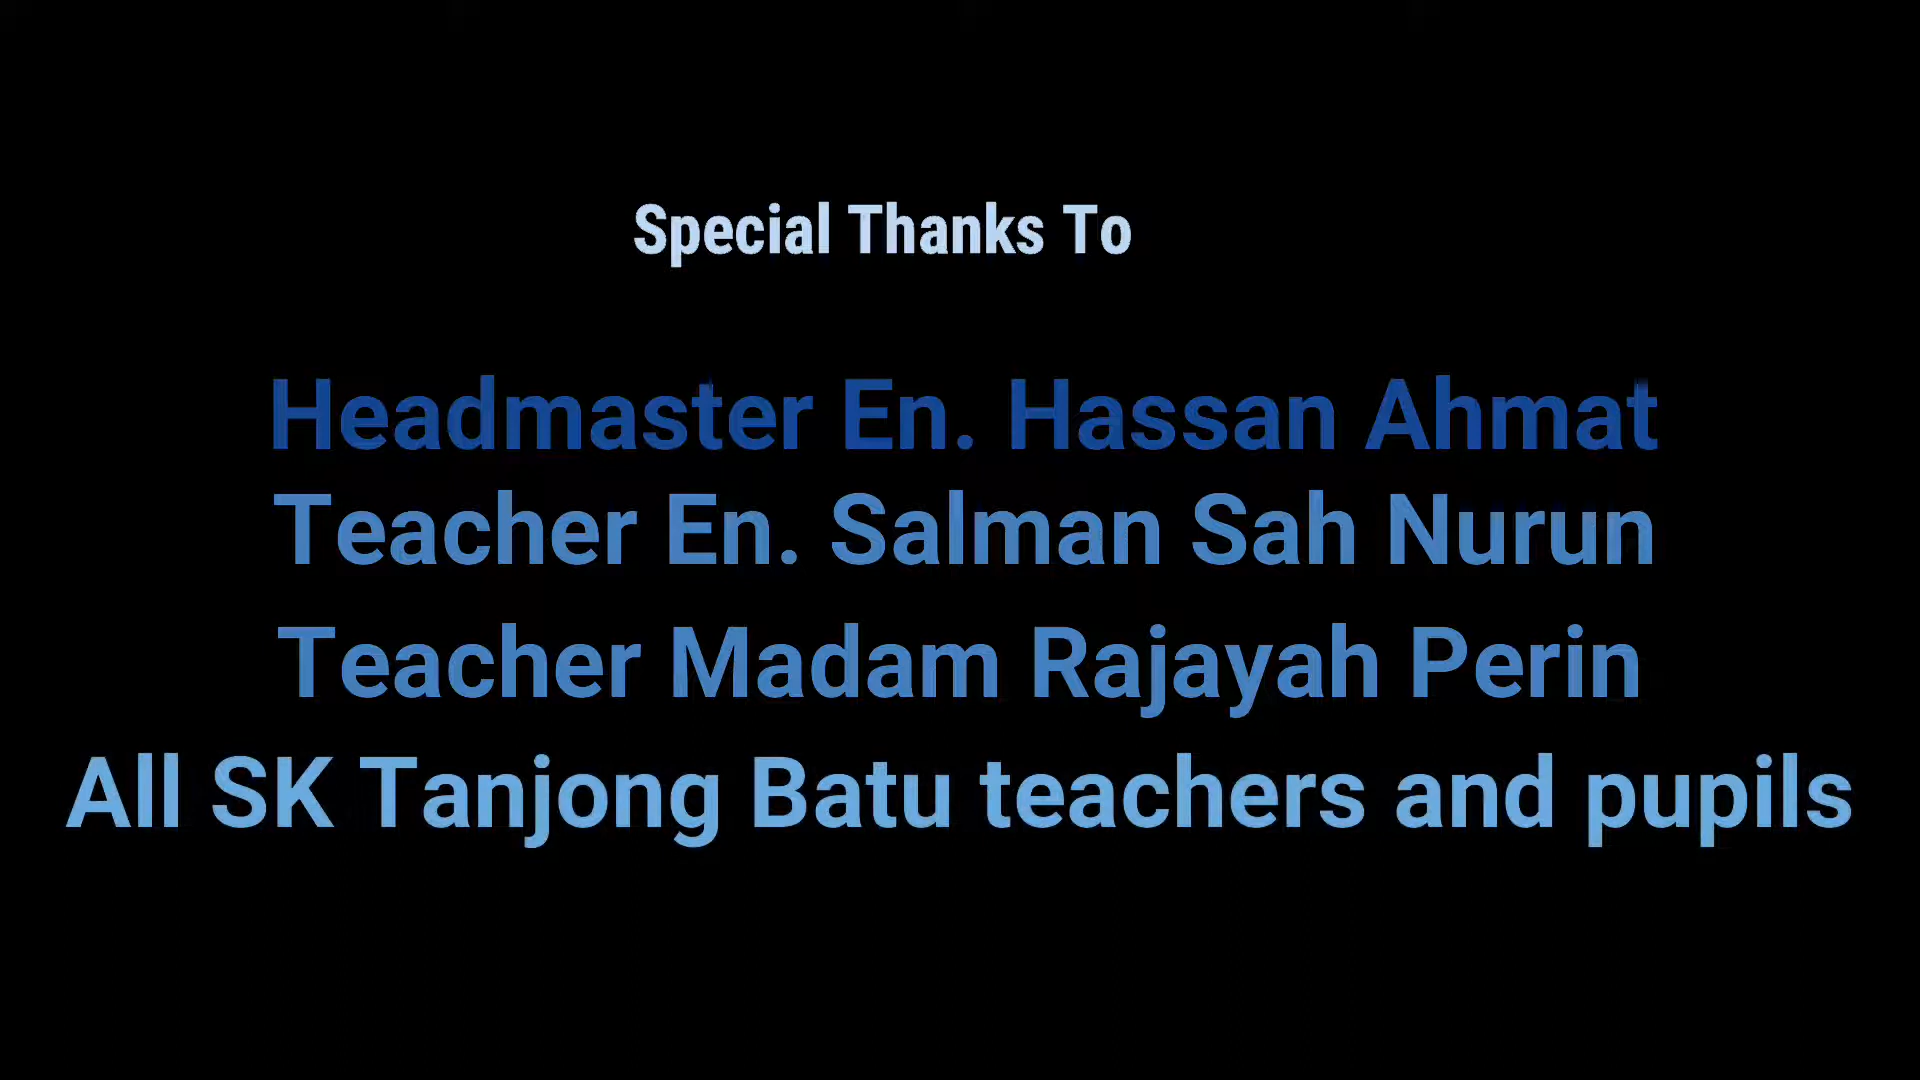 Special Thanks To
Headmaster En. Hassan Ahmat
Teacher En. Salman Sah Nurun
Teacher Madam Rajayah Perin
All SK Tanjong Batu teachers and pupils